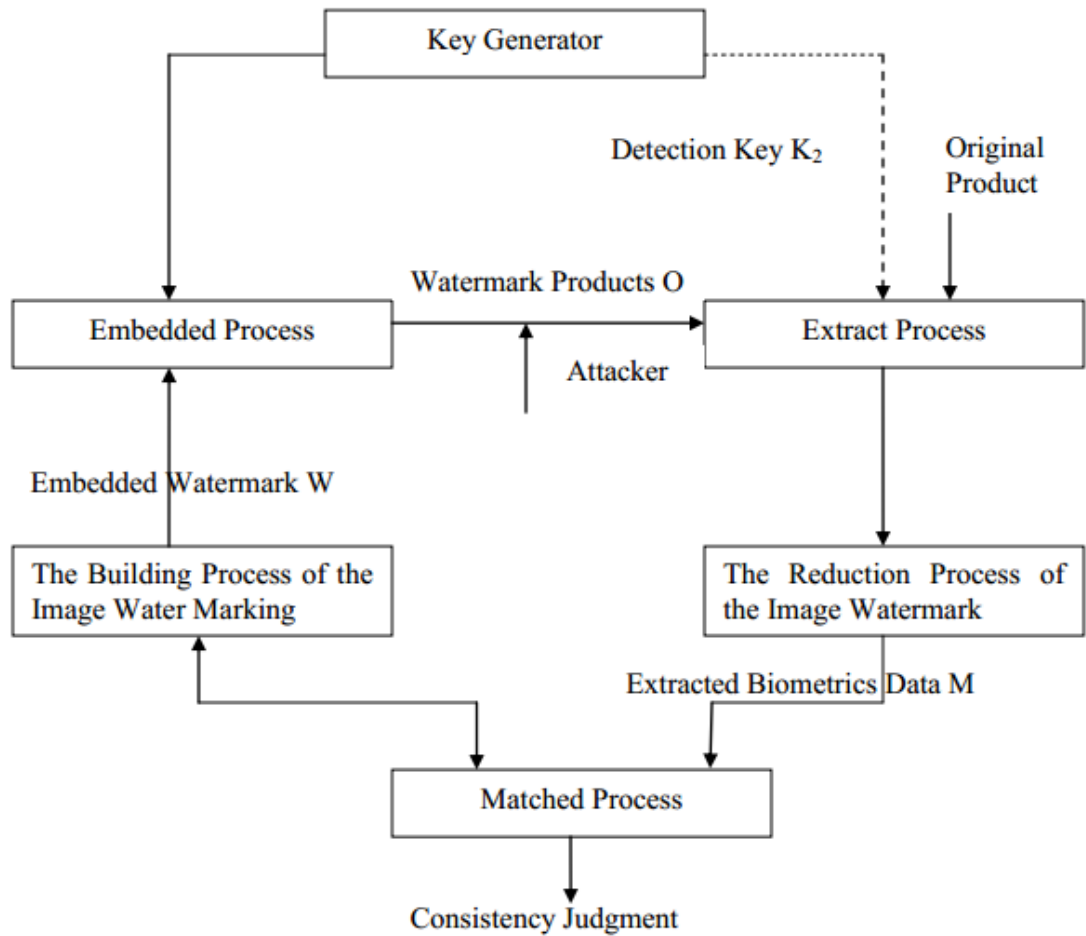 Key Generator
Detection Key K₂
Original
Product
Watermark Products O
Embedded Process
Extract Process
Attacker
Embedded Watermark W
The Building Process of the
Image Water Marking
The Reduction Process of
the Image Watermark
Extracted Biometrics Data M
Matched Process
Consistency Judgment